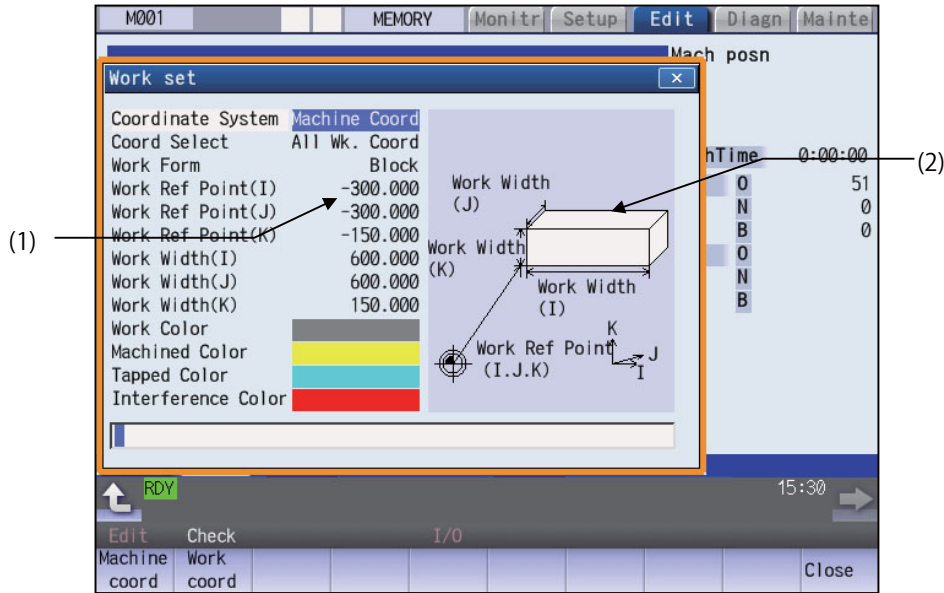 M001 MEMORY Monitr Setup Edit Diagn Mainte
Mach posn
Work set
Coordinate System Machine Coord
Coord Select All Wk. Coord
Work Form Block
Work Ref Point(I) -300.000
Work Ref Point(J) -300.000
Work Ref Point(K) -150.000
Work Width(I) 600.000
Work Width(J) 600.000
Work Width(K) 150.000
Work Color
Machined Color
Tapped Color
Interference Color
Work Width
(J)
Work Width
(K)
Work Width
(I)
Work Ref Point
(I.J.K)
K
J
I
hTime 0:00:00
O 51
N 0
B 0
O
N
B
(1)
(2)
RDY 15:30
Edit Check I/O
Machine coord
Work coord
Close